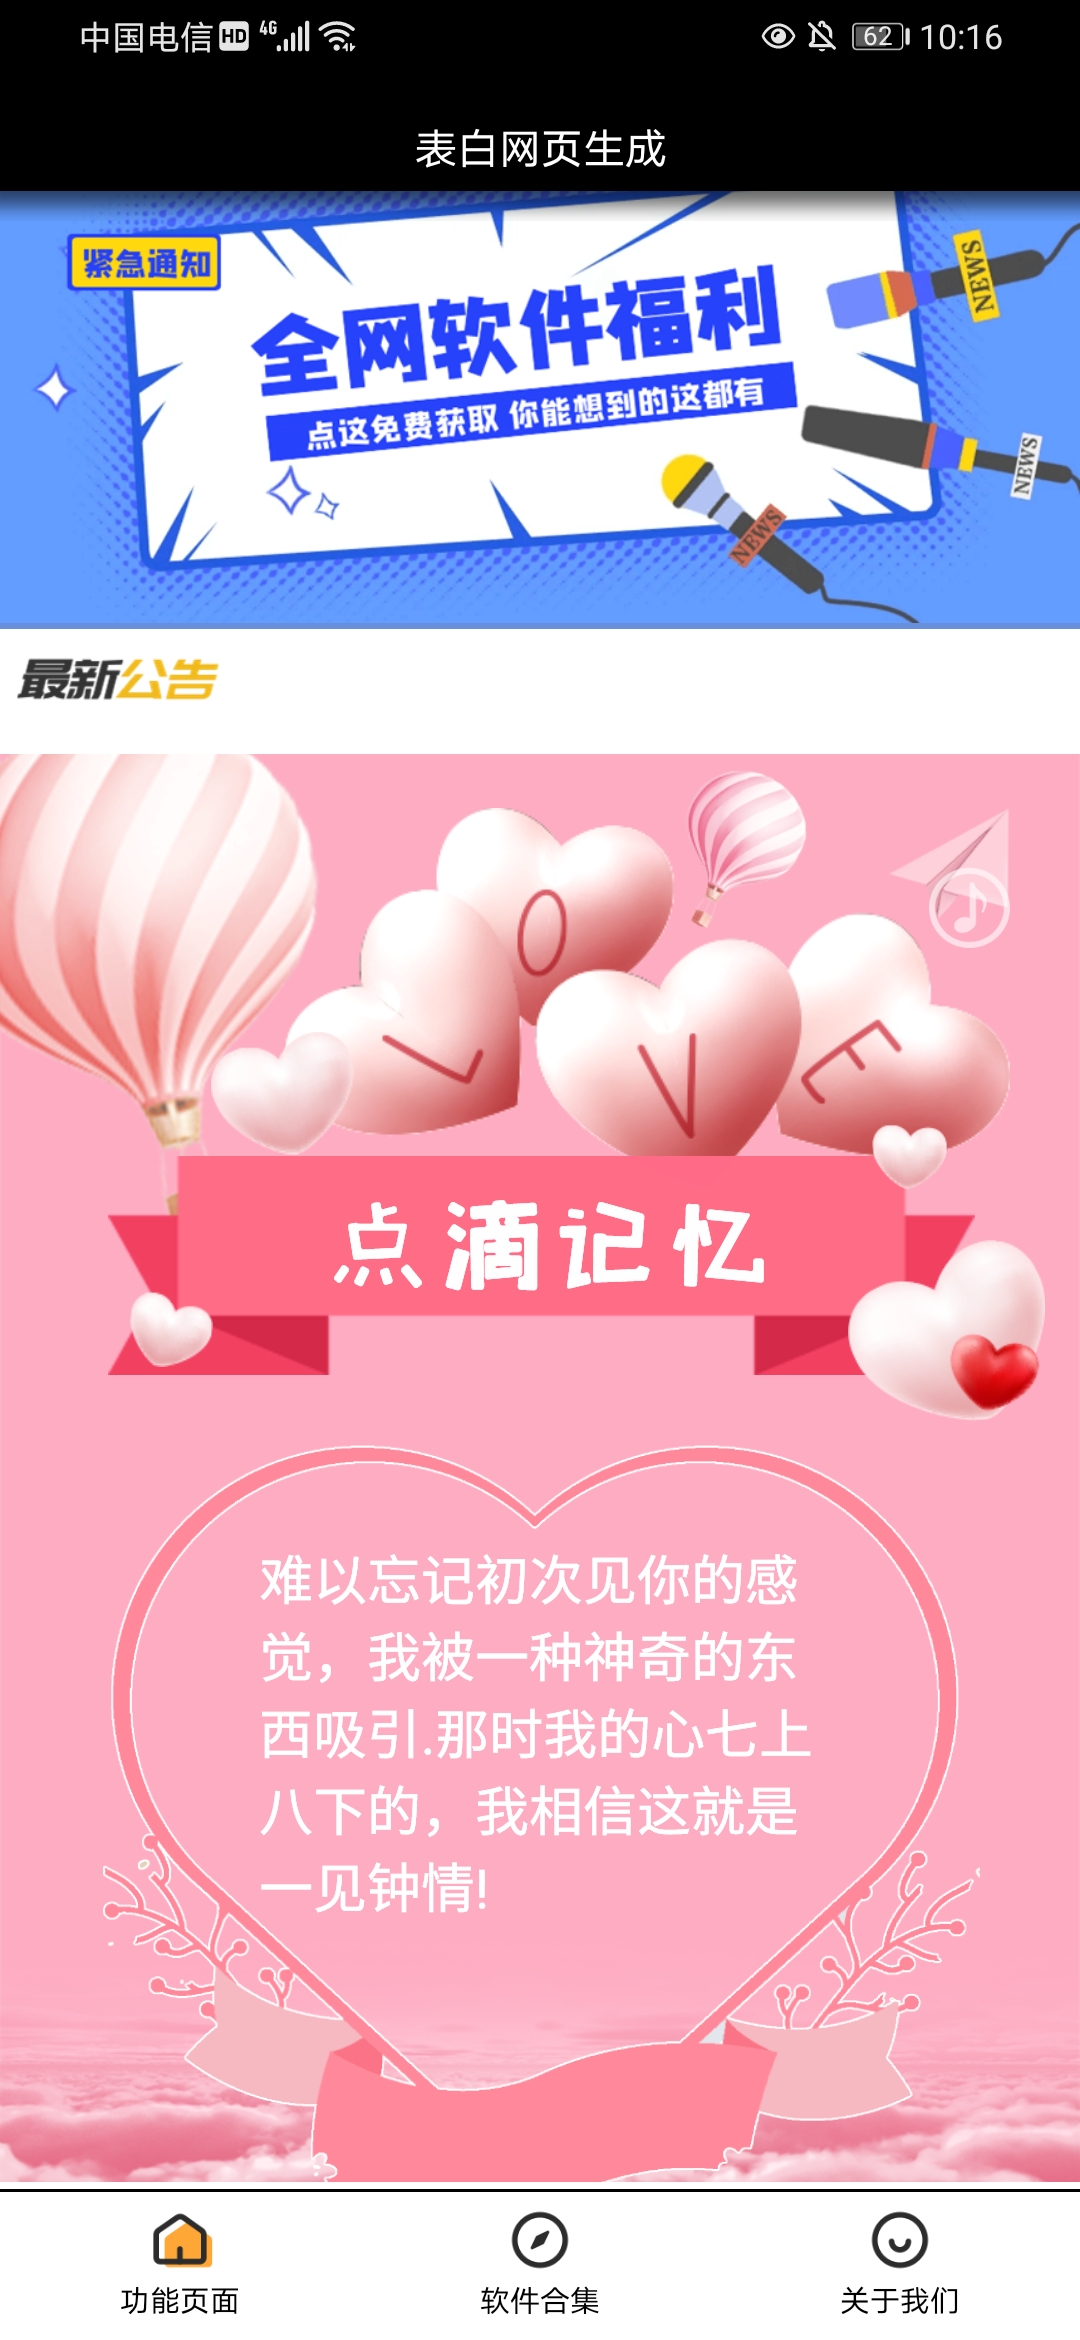 中国电信 HD 4G 62 10:16
表白网页生成
紧急通知
全网软件福利
点这免费获取 你能想到的这都有
NEWS
NEWS
NEWS
最新公告
L O V E
点滴记忆
难以忘记初次见你的感
觉，我被一种神奇的东
西吸引.那时我的心七上
八下的，我相信这就是
一见钟情!
功能页面 软件合集 关于我们